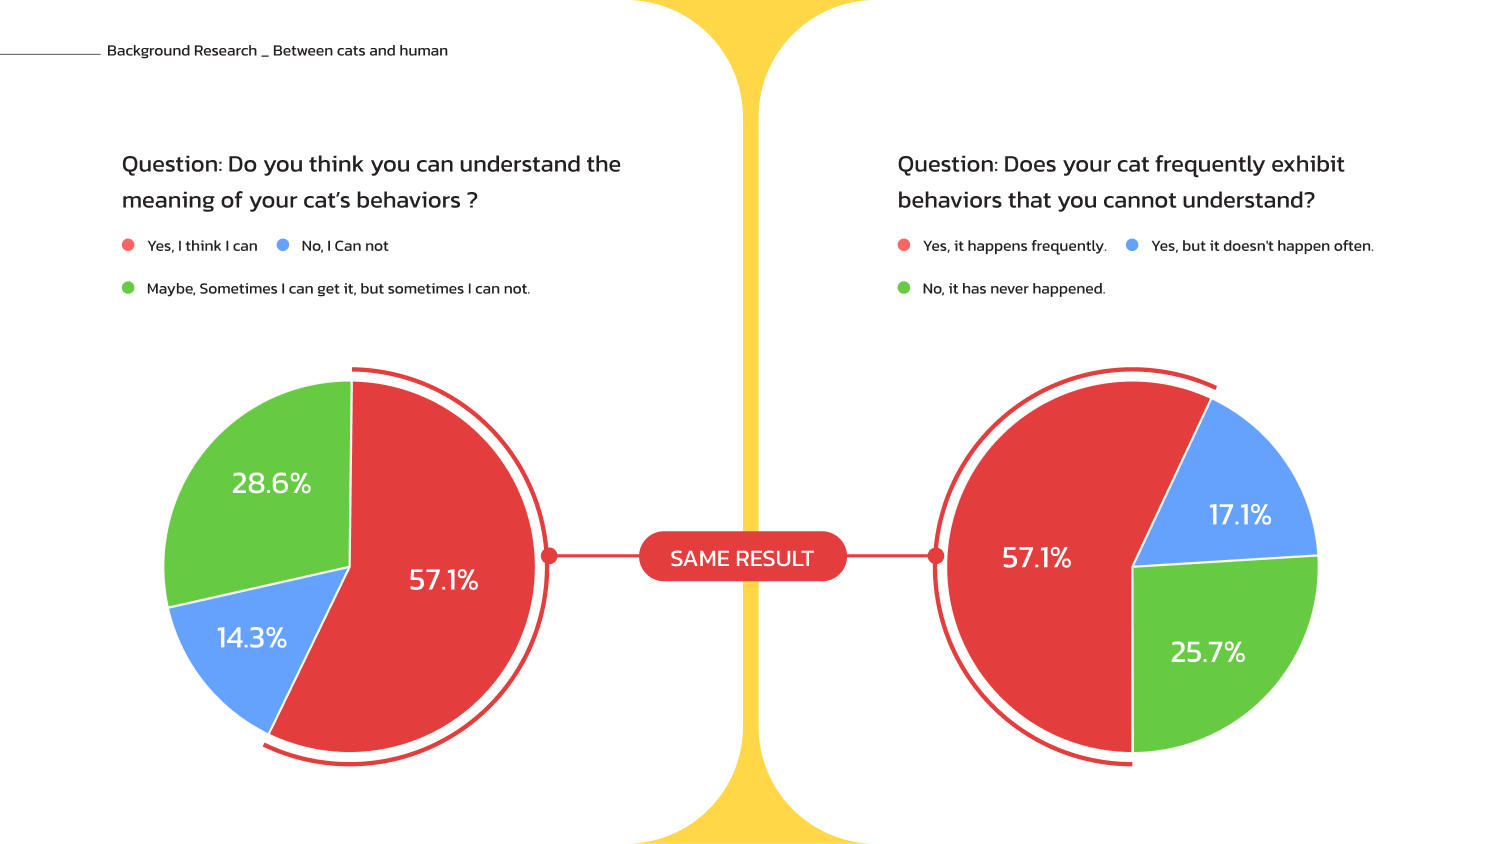 Background Research _ Between cats and human
Question: Do you think you can understand the
meaning of your cat’s behaviors ?
Yes, I think I can
No, I Can not
Maybe, Sometimes I can get it, but sometimes I can not.
28.6%
57.1%
14.3%
SAME RESULT
Question: Does your cat frequently exhibit
behaviors that you cannot understand?
Yes, it happens frequently.
Yes, but it doesn't happen often.
No, it has never happened.
17.1%
57.1%
25.7%